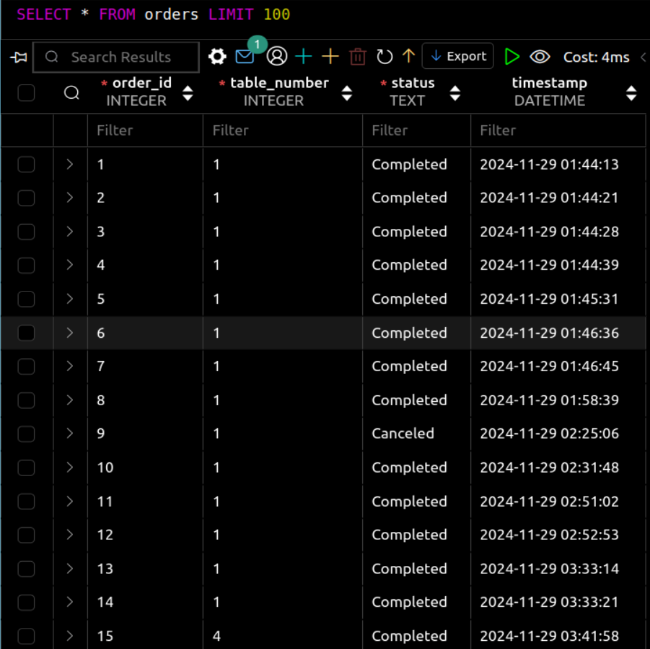 SELECT * FROM orders LIMIT 100
Search Results 1 Export Cost: 4ms
* order_id * table_number * status timestamp
INTEGER INTEGER TEXT DATETIME
Filter Filter Filter Filter
1 1 Completed 2024-11-29 01:44:13
2 1 Completed 2024-11-29 01:44:21
3 1 Completed 2024-11-29 01:44:28
4 1 Completed 2024-11-29 01:44:39
5 1 Completed 2024-11-29 01:45:31
6 1 Completed 2024-11-29 01:46:36
7 1 Completed 2024-11-29 01:46:45
8 1 Completed 2024-11-29 01:58:39
9 1 Canceled 2024-11-29 02:25:06
10 1 Completed 2024-11-29 02:31:48
11 1 Completed 2024-11-29 02:51:02
12 1 Completed 2024-11-29 02:52:53
13 1 Completed 2024-11-29 03:33:14
14 1 Completed 2024-11-29 03:33:21
15 4 Completed 2024-11-29 03:41:58